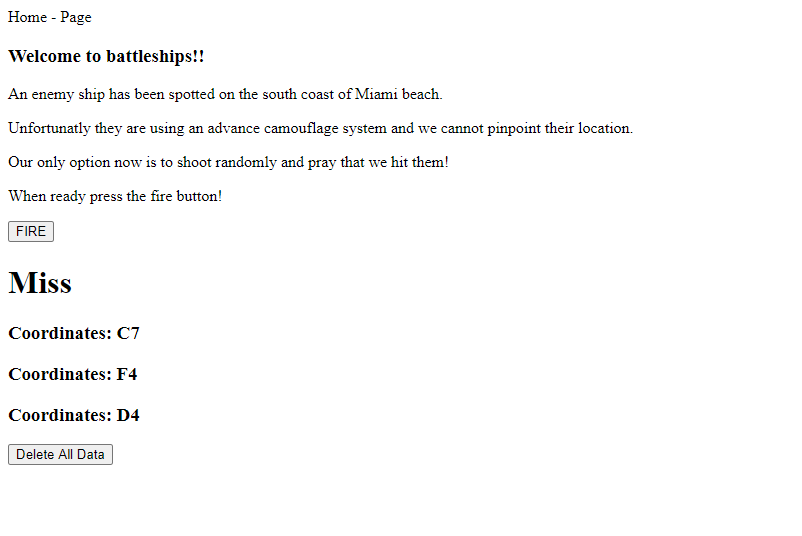 Home - Page
Welcome to battleships!!
An enemy ship has been spotted on the south coast of Miami beach.
Unfortunatly they are using an advance camouflage system and we cannot pinpoint their location.
Our only option now is to shoot randomly and pray that we hit them!
When ready press the fire button!
FIRE
Miss
Coordinates: C7
Coordinates: F4
Coordinates: D4
Delete All Data